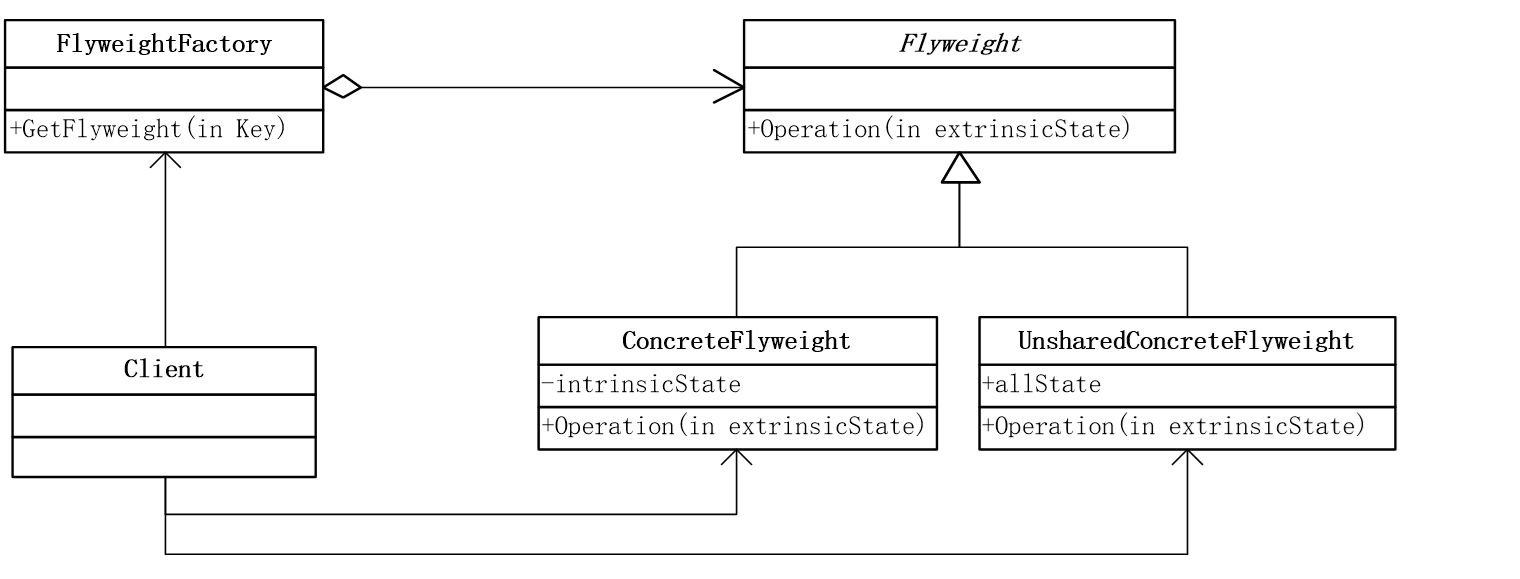 FlyweightFactory
+GetFlyweight(in Key)
Flyweight
+Operation(in extrinsicState)
Client
ConcreteFlyweight
-intrinsicState
+Operation(in extrinsicState)
UnsharedConcreteFlyweight
+allState
+Operation(in extrinsicState)